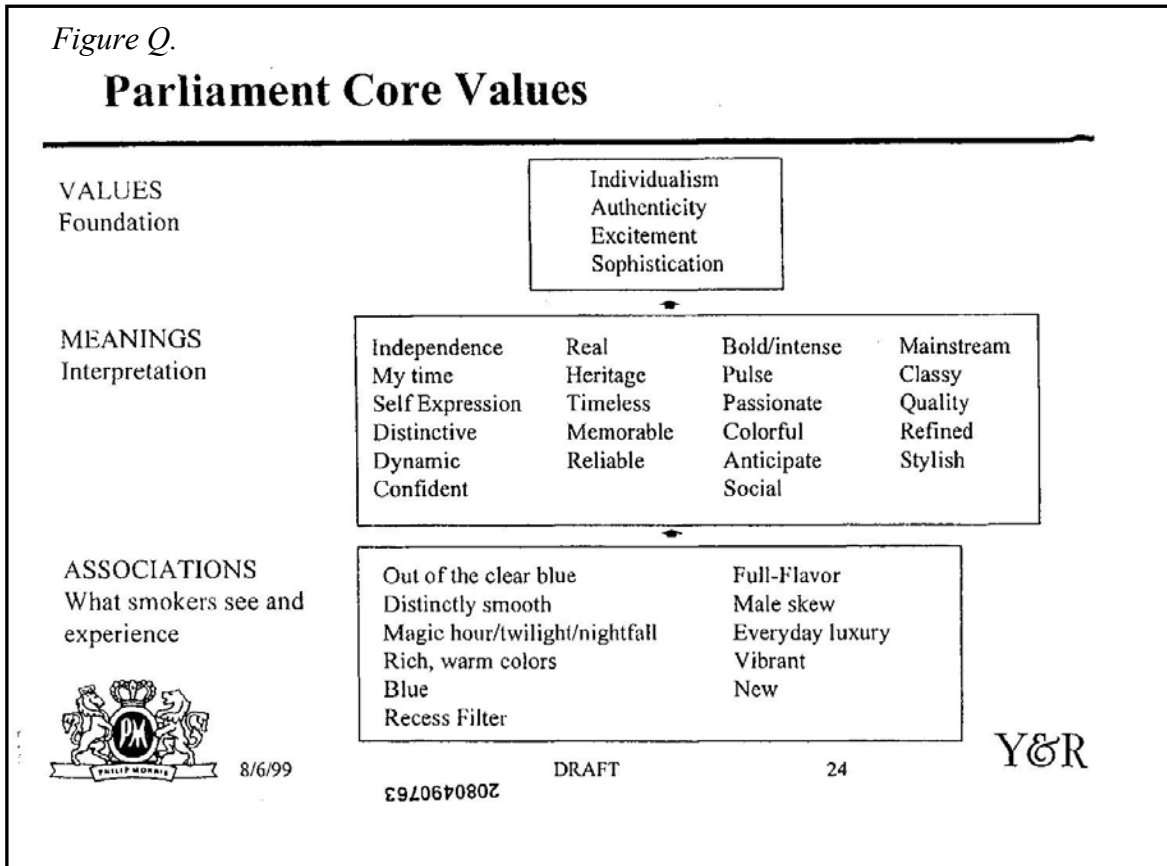 Figure Q.
Parliament Core Values
VALUES
Foundation
Individualism
Authenticity
Excitement
Sophistication
MEANINGS
Interpretation
Independence Real Bold/intense Mainstream
My time Heritage Pulse Classy
Self Expression Timeless Passionate Quality
Distinctive Memorable Colorful Refined
Dynamic Reliable Anticipate Stylish
Confident Social
ASSOCIATIONS
What smokers see and
experience
Out of the clear blue Full-Flavor
Distinctly smooth Male skew
Magic hour/twilight/nightfall Everyday luxury
Rich, warm colors Vibrant
Blue New
Recess Filter
PM
PHILIP MORRIS
8/6/99 DRAFT 24 Y&R
2080490763